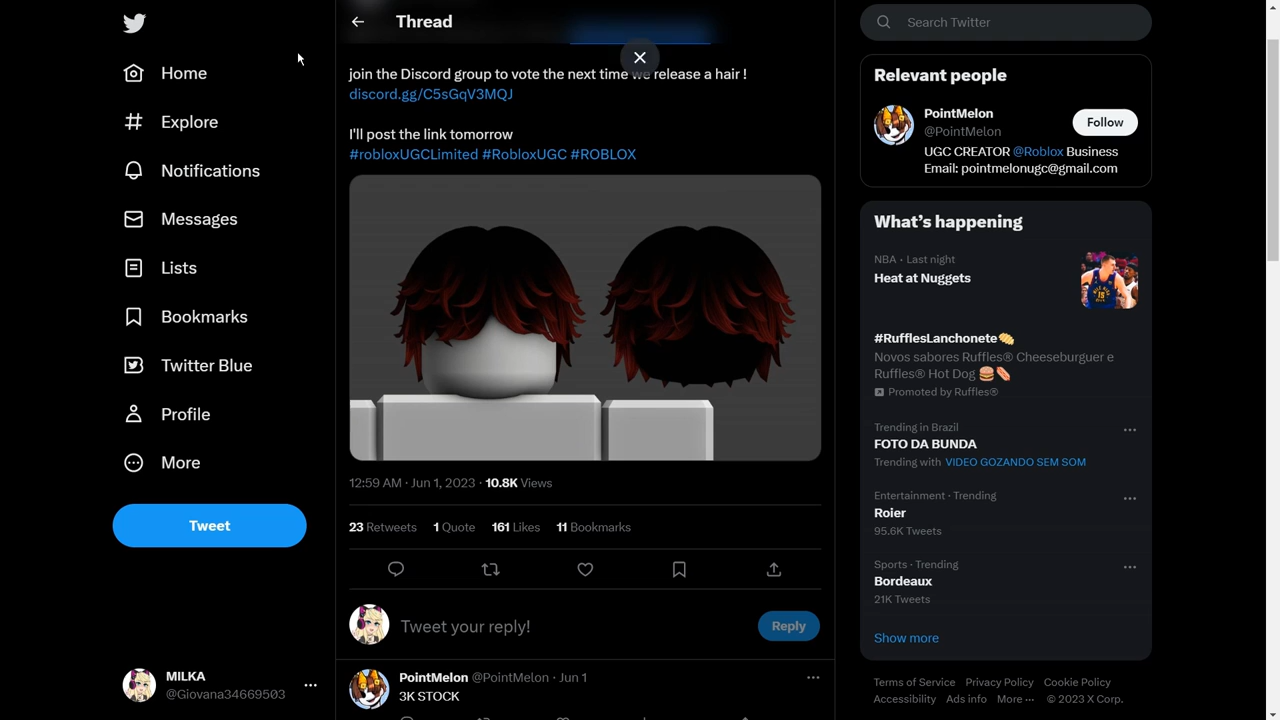 Home
Explore
Notifications
Messages
Lists
Bookmarks
Twitter Blue
Profile
More
Tweet
MILKA
@Giovana34669503
Thread
join the Discord group to vote the next time we release a hair !
discord.gg/C5sGqV3MQJ
I'll post the link tomorrow
#robloxUGCLimited #RobloxUGC #ROBLOX
12:59 AM · Jun 1, 2023 · 10.8K Views
23 Retweets 1 Quote 161 Likes 11 Bookmarks
Tweet your reply!
Reply
PointMelon @PointMelon · Jun 1
3K STOCK
Search Twitter
Relevant people
PointMelon
@PointMelon
Follow
UGC CREATOR @Roblox Business
Email: pointmelonugc@gmail.com
What's happening
NBA · Last night
Heat at Nuggets
#RufflesLanchonete
Novos sabores Ruffles® Cheeseburguer e
Ruffles® Hot Dog 🍔🌭
Promoted by Ruffles®
Trending in Brazil
FOTO DA BUNDA
Trending with VIDEO GOZANDO SEM SOM
Entertainment · Trending
Roier
95.6K Tweets
Sports · Trending
Bordeaux
21K Tweets
Show more
Terms of Service Privacy Policy Cookie Policy
Accessibility Ads info More ··· © 2023 X Corp.